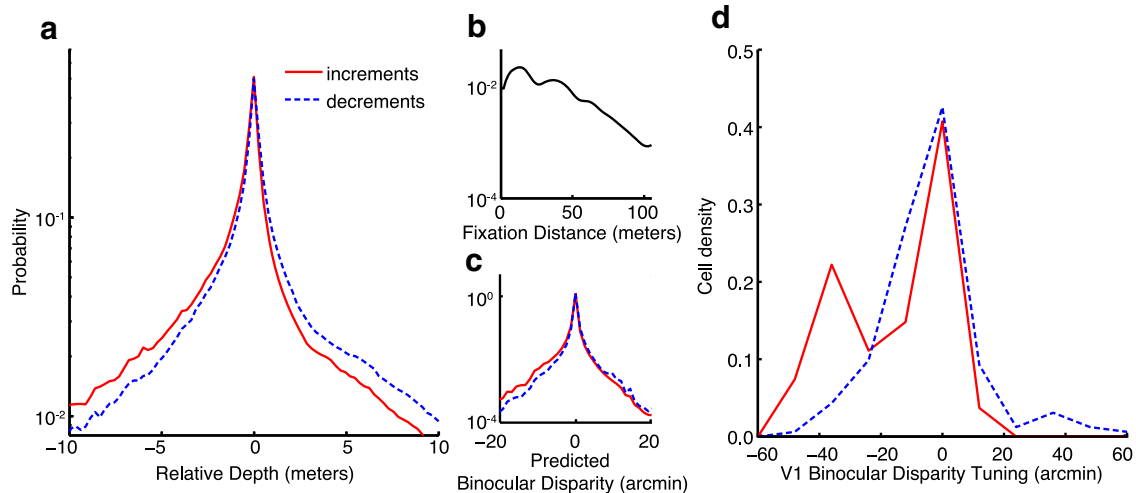 a
increments
decrements
Probability
10⁻¹
10⁻²
−10
−5
0
5
10
Relative Depth (meters)
b
10⁻²
10⁻⁴
0
50
100
Fixation Distance (meters)
c
10⁰
10⁻⁴
−20
0
20
Predicted
Binocular Disparity (arcmin)
d
Cell density
0.5
0.4
0.3
0.2
0.1
0.0
−60
−40
−20
0
20
40
60
V1 Binocular Disparity Tuning (arcmin)